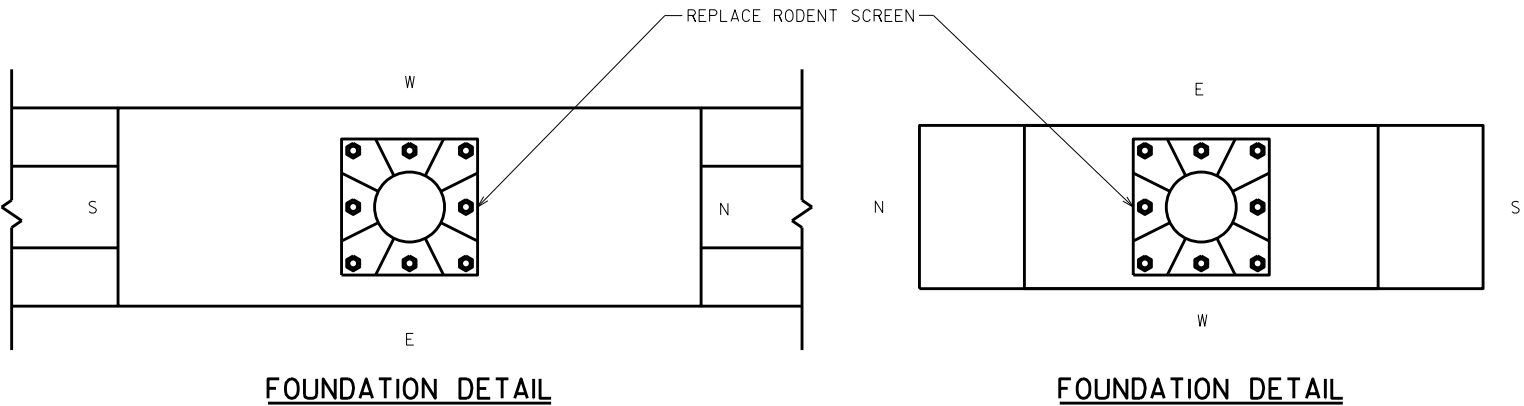 REPLACE RODENT SCREEN
W
S
N
E
FOUNDATION DETAIL
E
N
S
W
FOUNDATION DETAIL